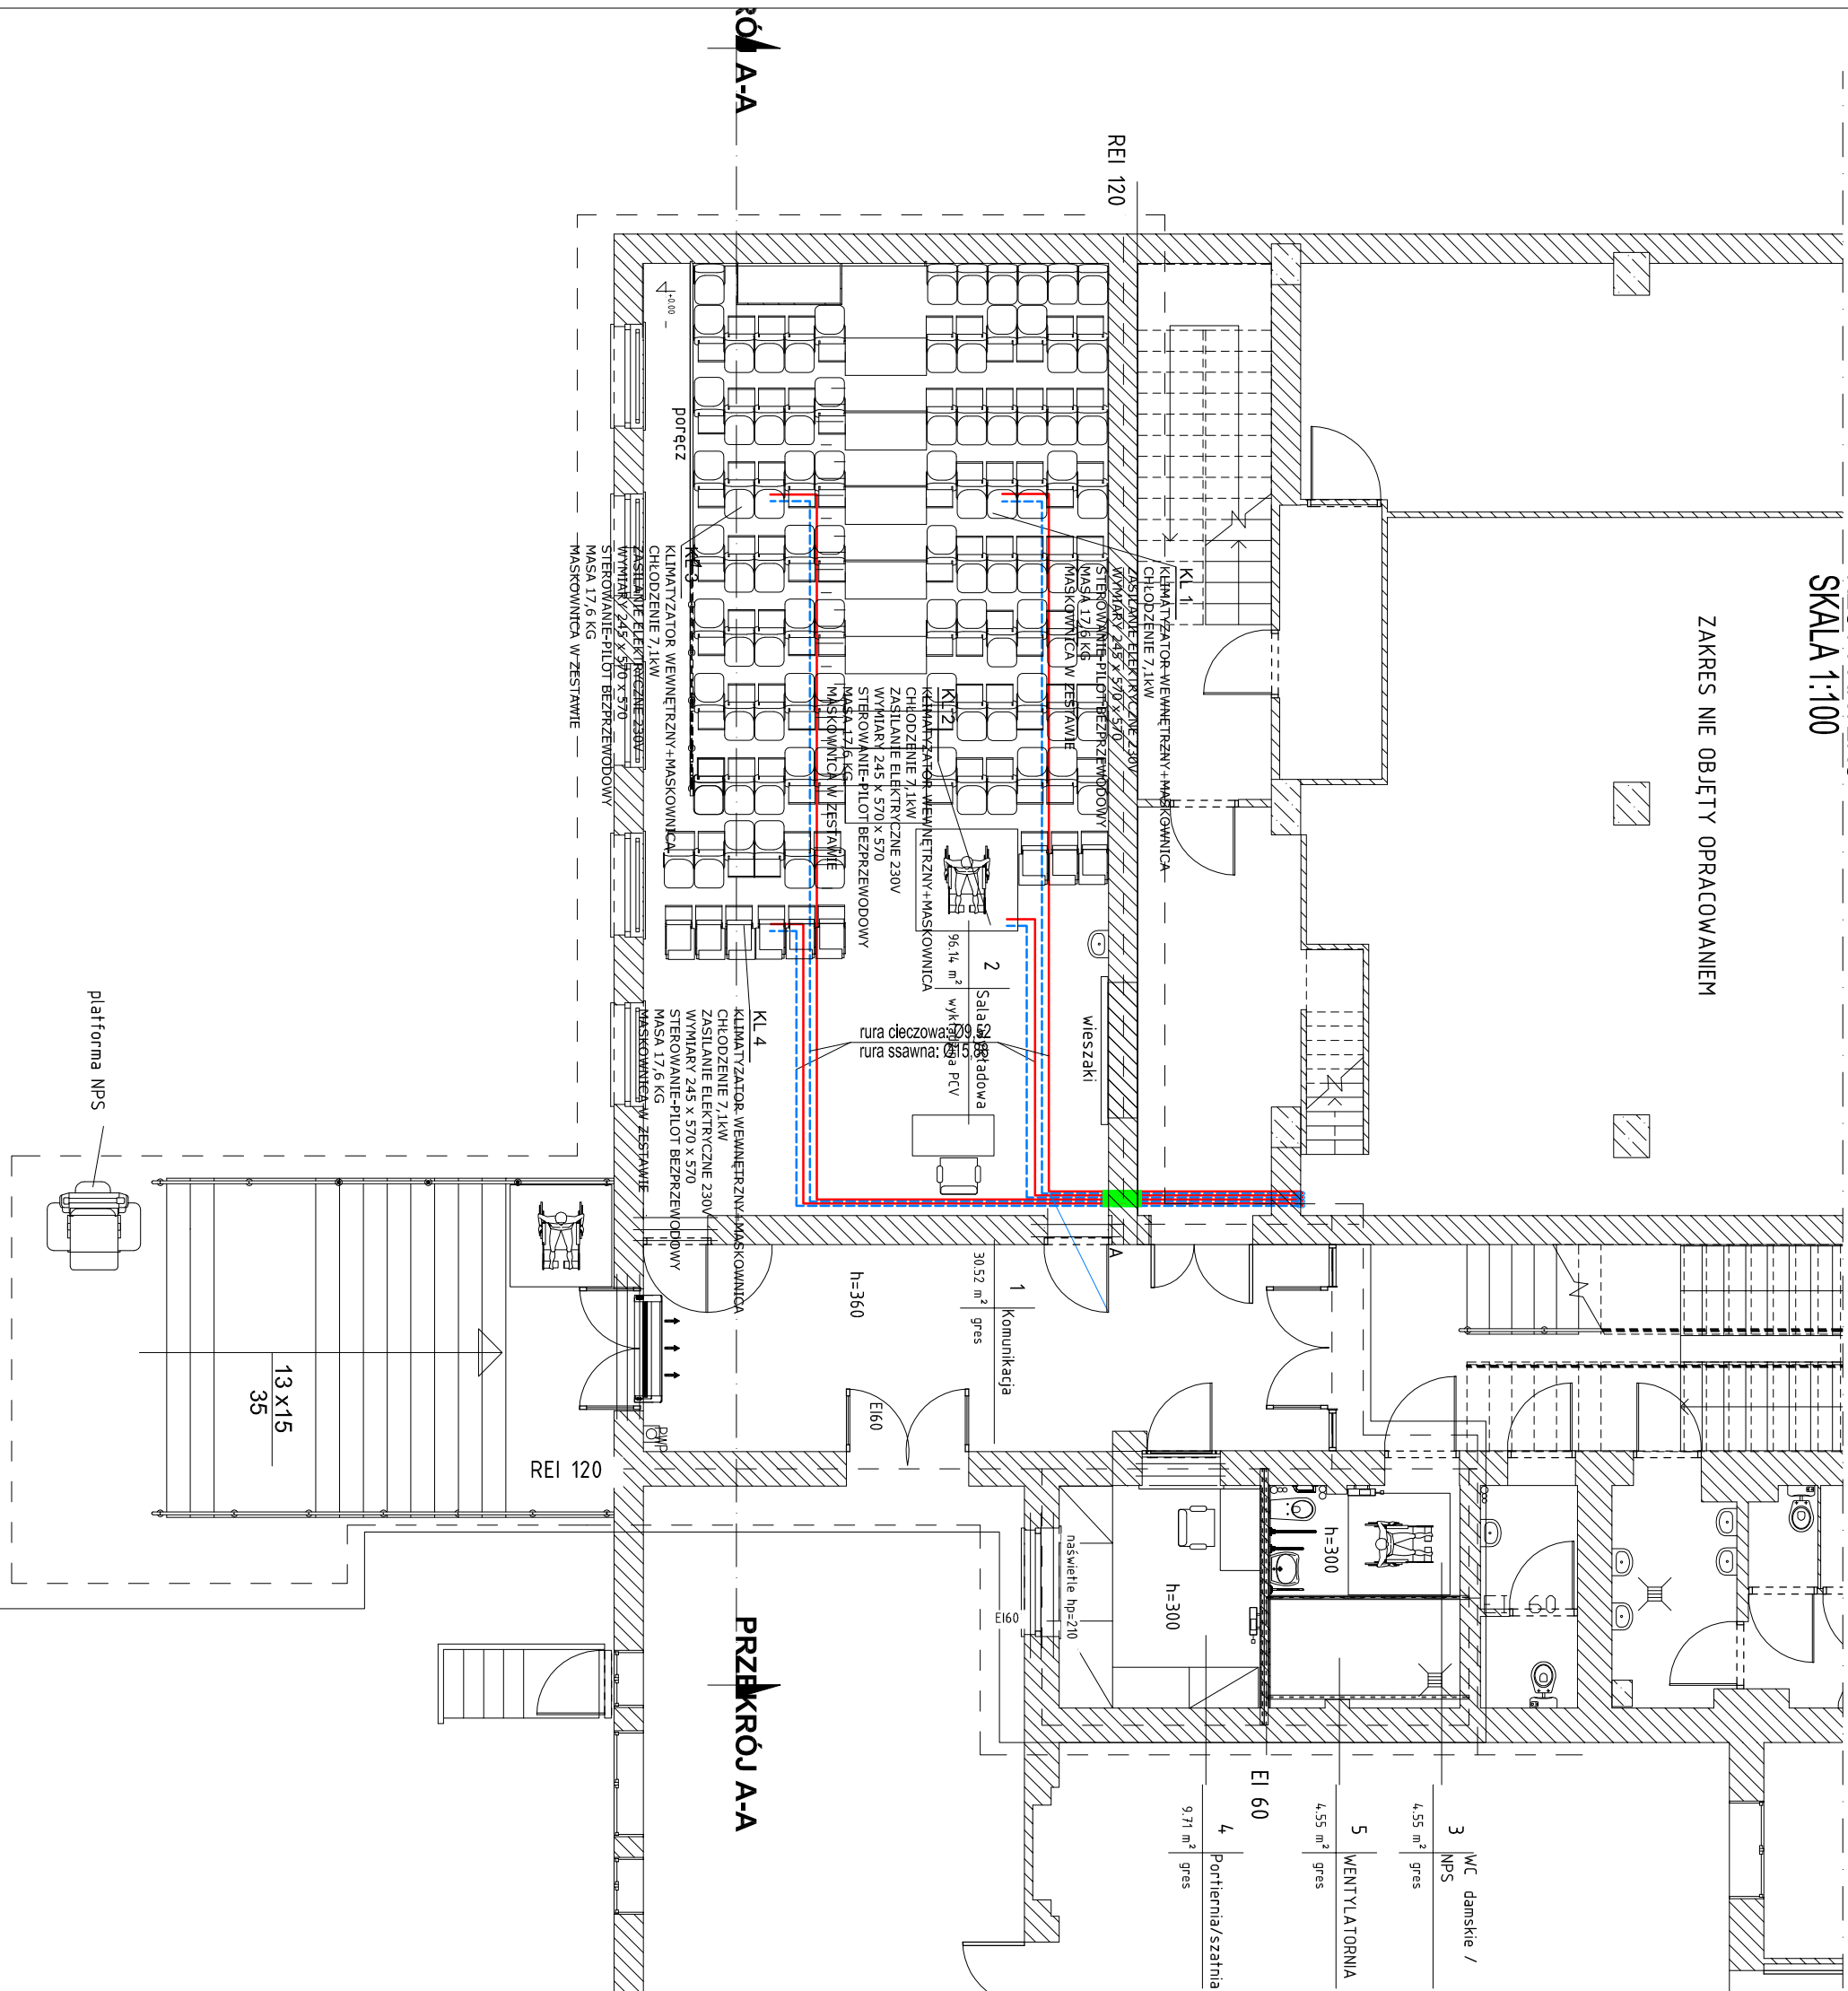 SKALA 1:100
ZAKRES NIE OBJĘTY OPRACOWANIEM
RÓJ A-A
REI 120
+0.00
poręcz
KL 1
KLIMATYZATOR WEWNĘTRZNY+MASKOWNICA
CHŁODZENIE 7,1kW
ZASILANIE ELEKTRYCZNE 230V
WYMIARY 245 x 570 x 570
STEROWANIE-PILOT BEZPRZEWODOWY
MASA 17,6 KG
MASKOWNICA W ZESTAWIE
KL 2
KLIMATYZATOR WEWNĘTRZNY+MASKOWNICA
CHŁODZENIE 7,1kW
ZASILANIE ELEKTRYCZNE 230V
WYMIARY 245 x 570 x 570
STEROWANIE-PILOT BEZPRZEWODOWY
MASA 17,6 KG
MASKOWNICA W ZESTAWIE
KL 3
KLIMATYZATOR WEWNĘTRZNY+MASKOWNICA
CHŁODZENIE 7,1kW
ZASILANIE ELEKTRYCZNE 230V
WYMIARY 245 x 570 x 570
STEROWANIE-PILOT BEZPRZEWODOWY
MASA 17,6 KG
MASKOWNICA W ZESTAWIE
KL 4
KLIMATYZATOR WEWNĘTRZNY+MASKOWNICA
CHŁODZENIE 7,1kW
ZASILANIE ELEKTRYCZNE 230V
WYMIARY 245 x 570 x 570
STEROWANIE-PILOT BEZPRZEWODOWY
MASA 17,6 KG
MASKOWNICA W ZESTAWIE
2 Sala wykładowa
96.14 m² wykładzina PCV
rura cieczowa: Ø9,52
rura ssawna: Ø15,88
wieszaki
platforma NPS
A
h=360
1 Komunikacja
30.52 m² gres
13 x15
35
EI60
PWP
REI 120
naświetle hp=210
EI60
h=300
h=300
EI 60
PRZEKRÓJ A-A
EI 60
3 WC damskie /
NPS
4.55 m² gres
5 WENTYLATORNIA
4.55 m² gres
4 Portiernia/szatnia
9.71 m² gres